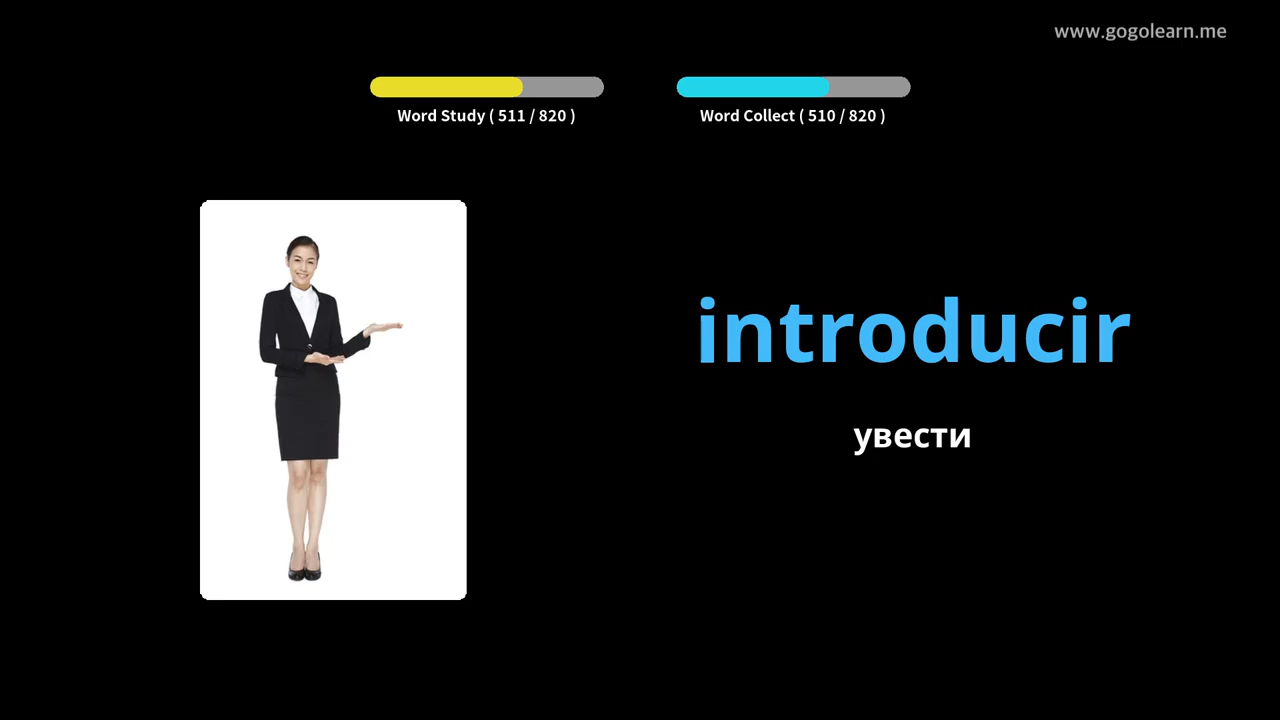 www.gogolearn.me
Word Study ( 511 / 820 )
Word Collect ( 510 / 820 )
introducir
увести